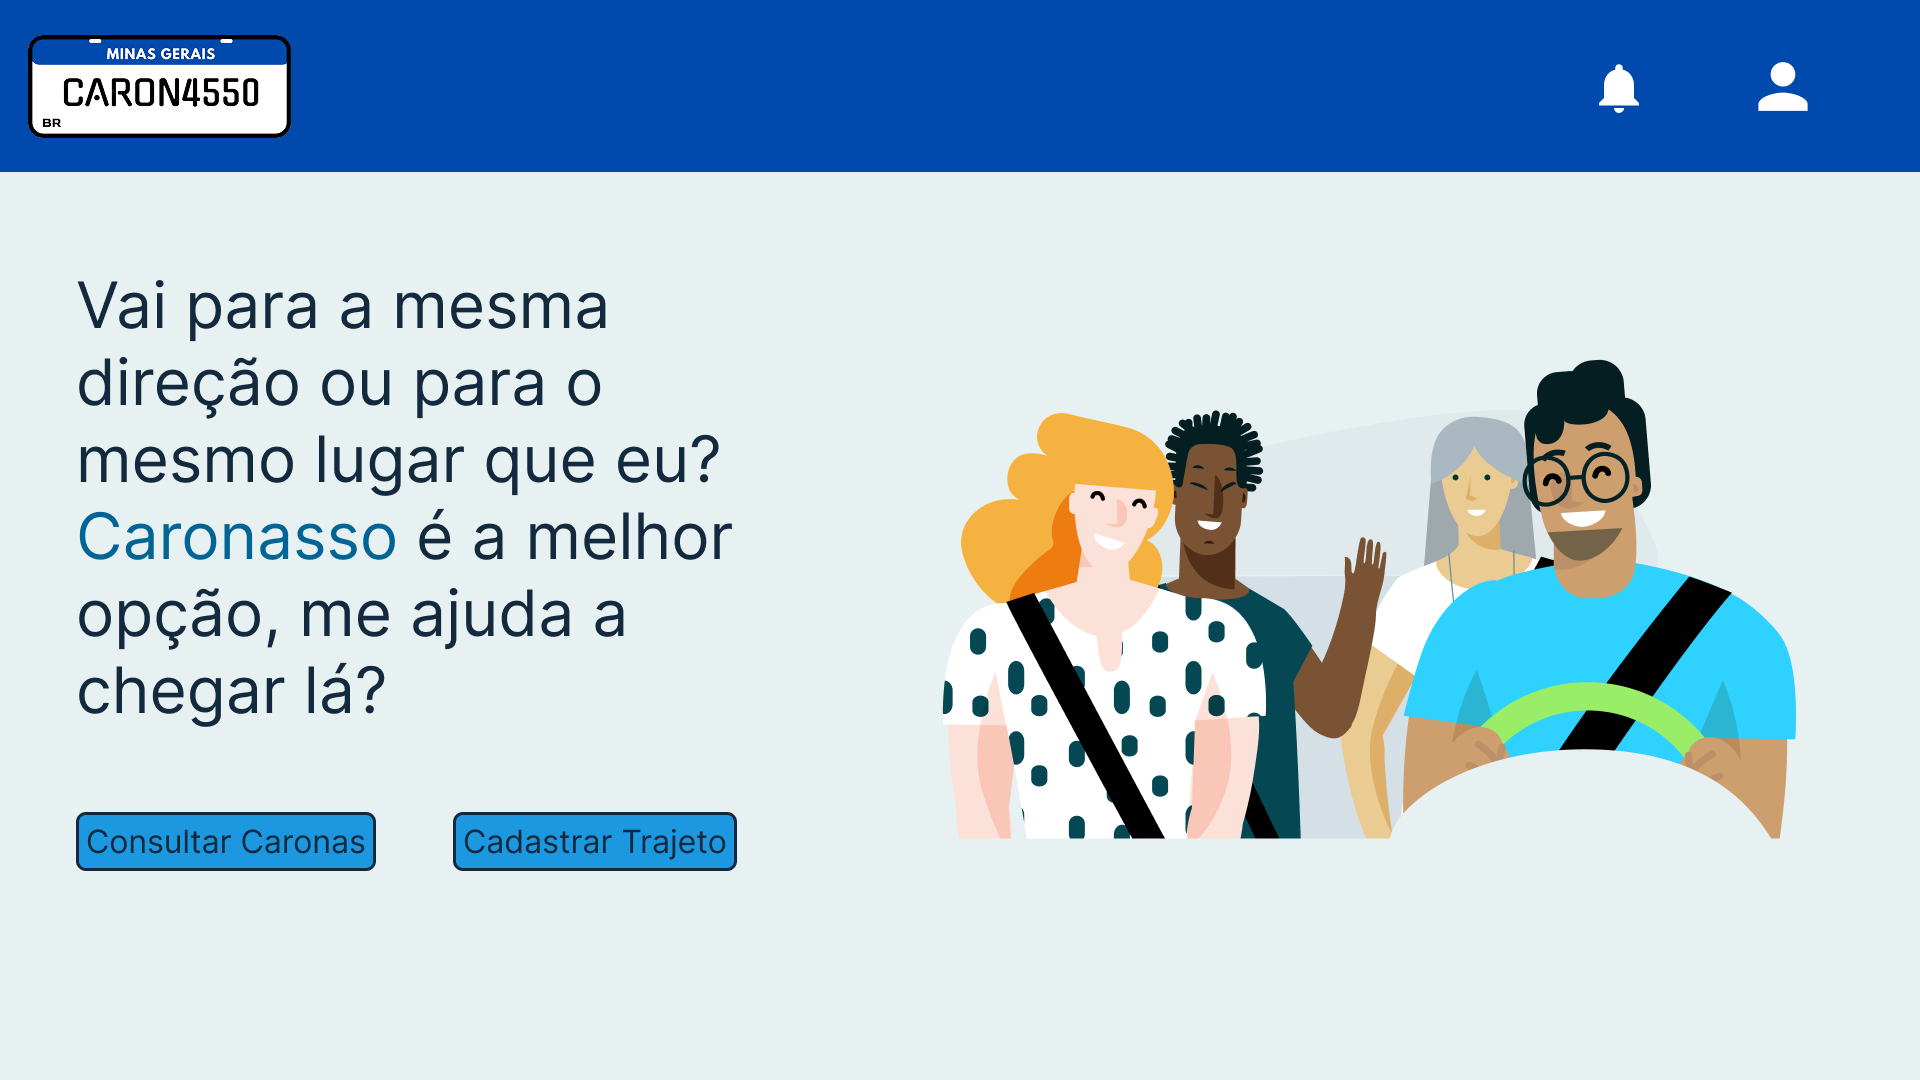 MINAS GERAIS
CARON4550
BR
Vai para a mesma
direção ou para o
mesmo lugar que eu?
Caronasso é a melhor
opção, me ajuda a
chegar lá?
Consultar Caronas
Cadastrar Trajeto